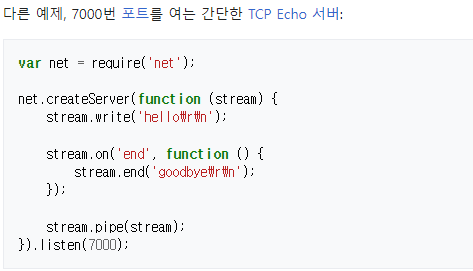 다른 예제, 7000번 포트를 여는 간단한 TCP Echo 서버:
var net = require('net');
net.createServer(function (stream) {
    stream.write('hello₩r₩n');
    stream.on('end', function () {
        stream.end('goodbye₩r₩n');
    });
    stream.pipe(stream);
}).listen(7000);